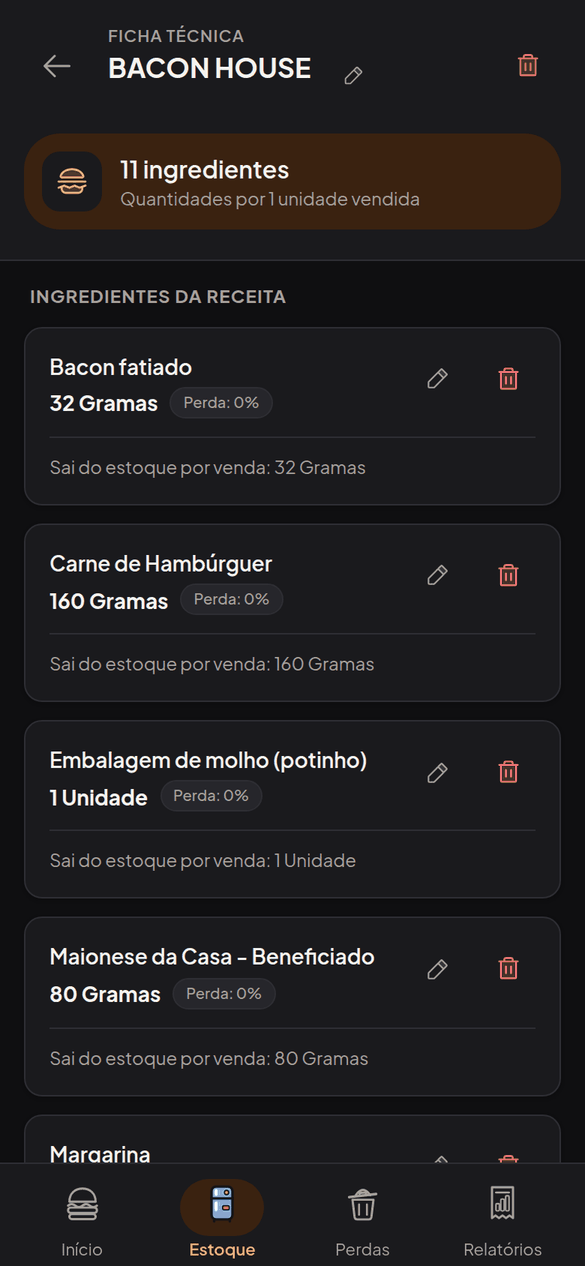 FICHA TÉCNICA
BACON HOUSE
11 ingredientes
Quantidades por 1 unidade vendida
INGREDIENTES DA RECEITA
Bacon fatiado
32 Gramas Perda: 0%
Sai do estoque por venda: 32 Gramas
Carne de Hambúrguer
160 Gramas Perda: 0%
Sai do estoque por venda: 160 Gramas
Embalagem de molho (potinho)
1 Unidade Perda: 0%
Sai do estoque por venda: 1 Unidade
Maionese da Casa - Beneficiado
80 Gramas Perda: 0%
Sai do estoque por venda: 80 Gramas
Margarina
Início Estoque Perdas Relatórios